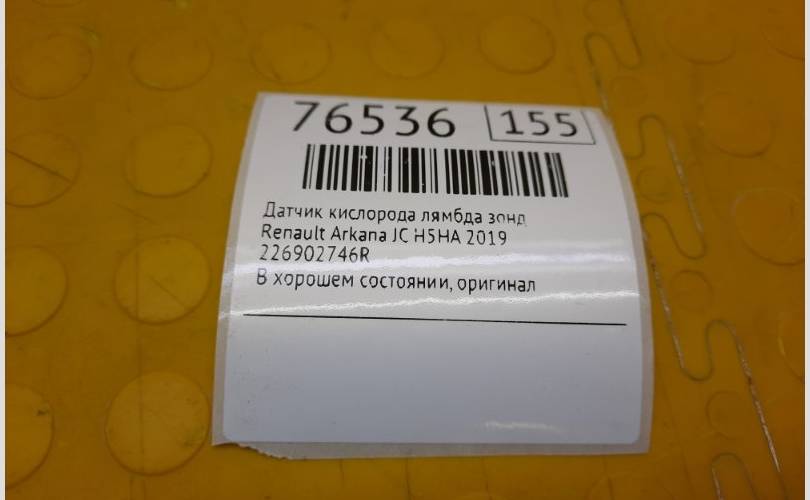 76536 155
Датчик кислорода лямбда зонд
Renault Arkana JC H5HA 2019
226902746R
В хорошем состоянии, оригинал